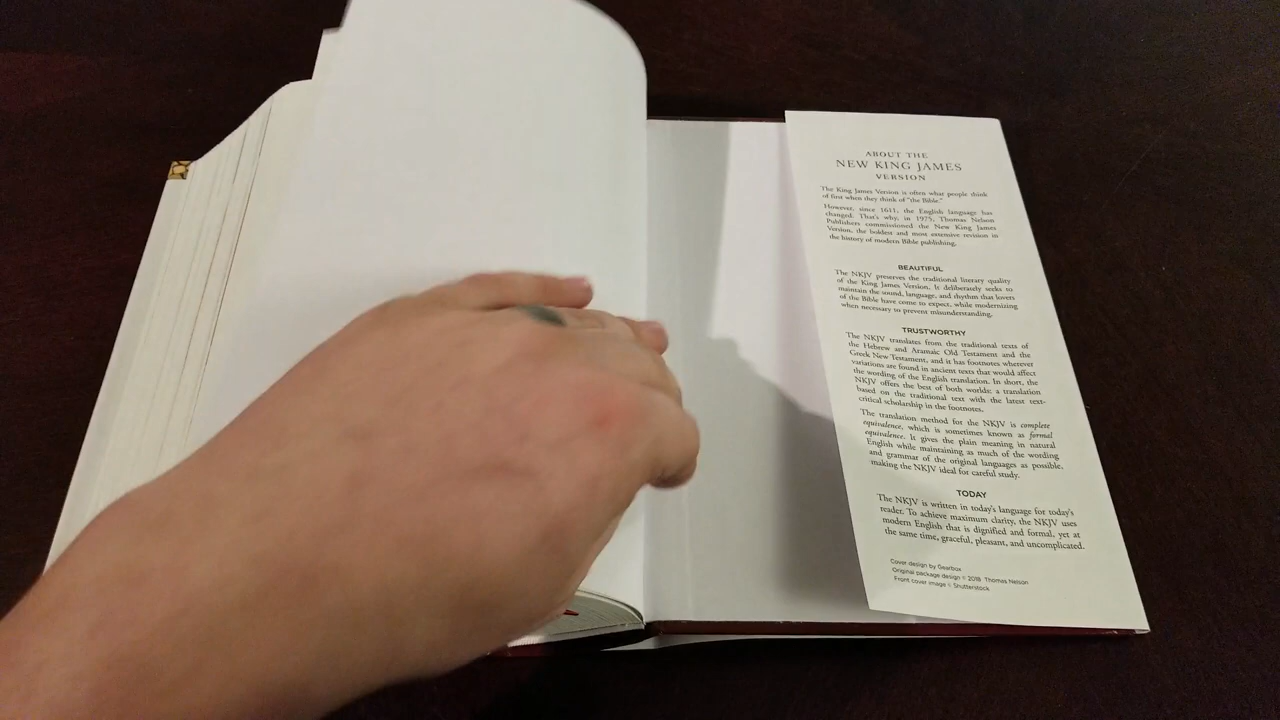 ABOUT THE
NEW KING JAMES
VERSION
The King James Version is often what people think
of first when they think of "the Bible."
However, since 1611, the English language has
changed. That's why, in 1975, Thomas Nelson
Publishers commissioned the New King James
Version, the boldest and most extensive revision in
the history of modern Bible publishing.
BEAUTIFUL
The NKJV preserves the traditional literary quality
of the King James Version. It deliberately seeks to
maintain the sound, language, and rhythm that lovers
of the Bible have come to expect, while modernizing
when necessary to prevent misunderstanding.
TRUSTWORTHY
The NKJV translates from the traditional texts of
the Hebrew and Aramaic Old Testament and the
Greek New Testament, and it has footnotes wherever
variations are found in ancient texts that would affect
the wording of the English translation. In short, the
NKJV offers the best of both worlds: a translation
based on the traditional text with the latest text-
critical scholarship in the footnotes.
The translation method for the NKJV is complete
equivalence, which is sometimes known as formal
equivalence. It gives the plain meaning in natural
English while maintaining as much of the wording
and grammar of the original languages as possible,
making the NKJV ideal for careful study.
TODAY
The NKJV is written in today's language for today's
reader. To achieve maximum clarity, the NKJV uses
modern English that is dignified and formal, yet at
the same time, graceful, pleasant, and uncomplicated.
Cover design by Gearbox
Original package design © 2018 Thomas Nelson
Front cover image © Shutterstock